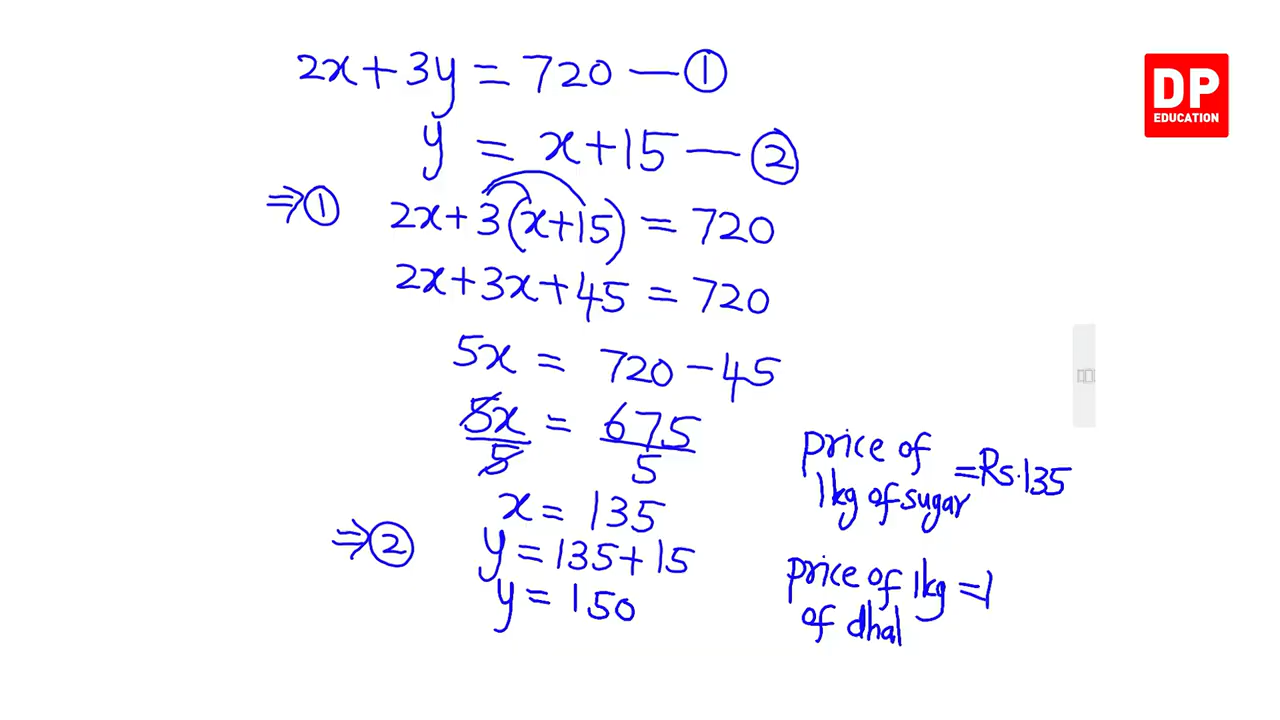 2x + 3y = 720 — ①
y = x + 15 — ②
⇒ ① 2x + 3(x + 15) = 720
2x + 3x + 45 = 720
5x = 720 - 45
5x/5 = 675/5
x = 135
⇒ ② y = 135 + 15
y = 150
price of
1kg of sugar = Rs. 135
price of 1kg =
of dhal
DP
EDUCATION